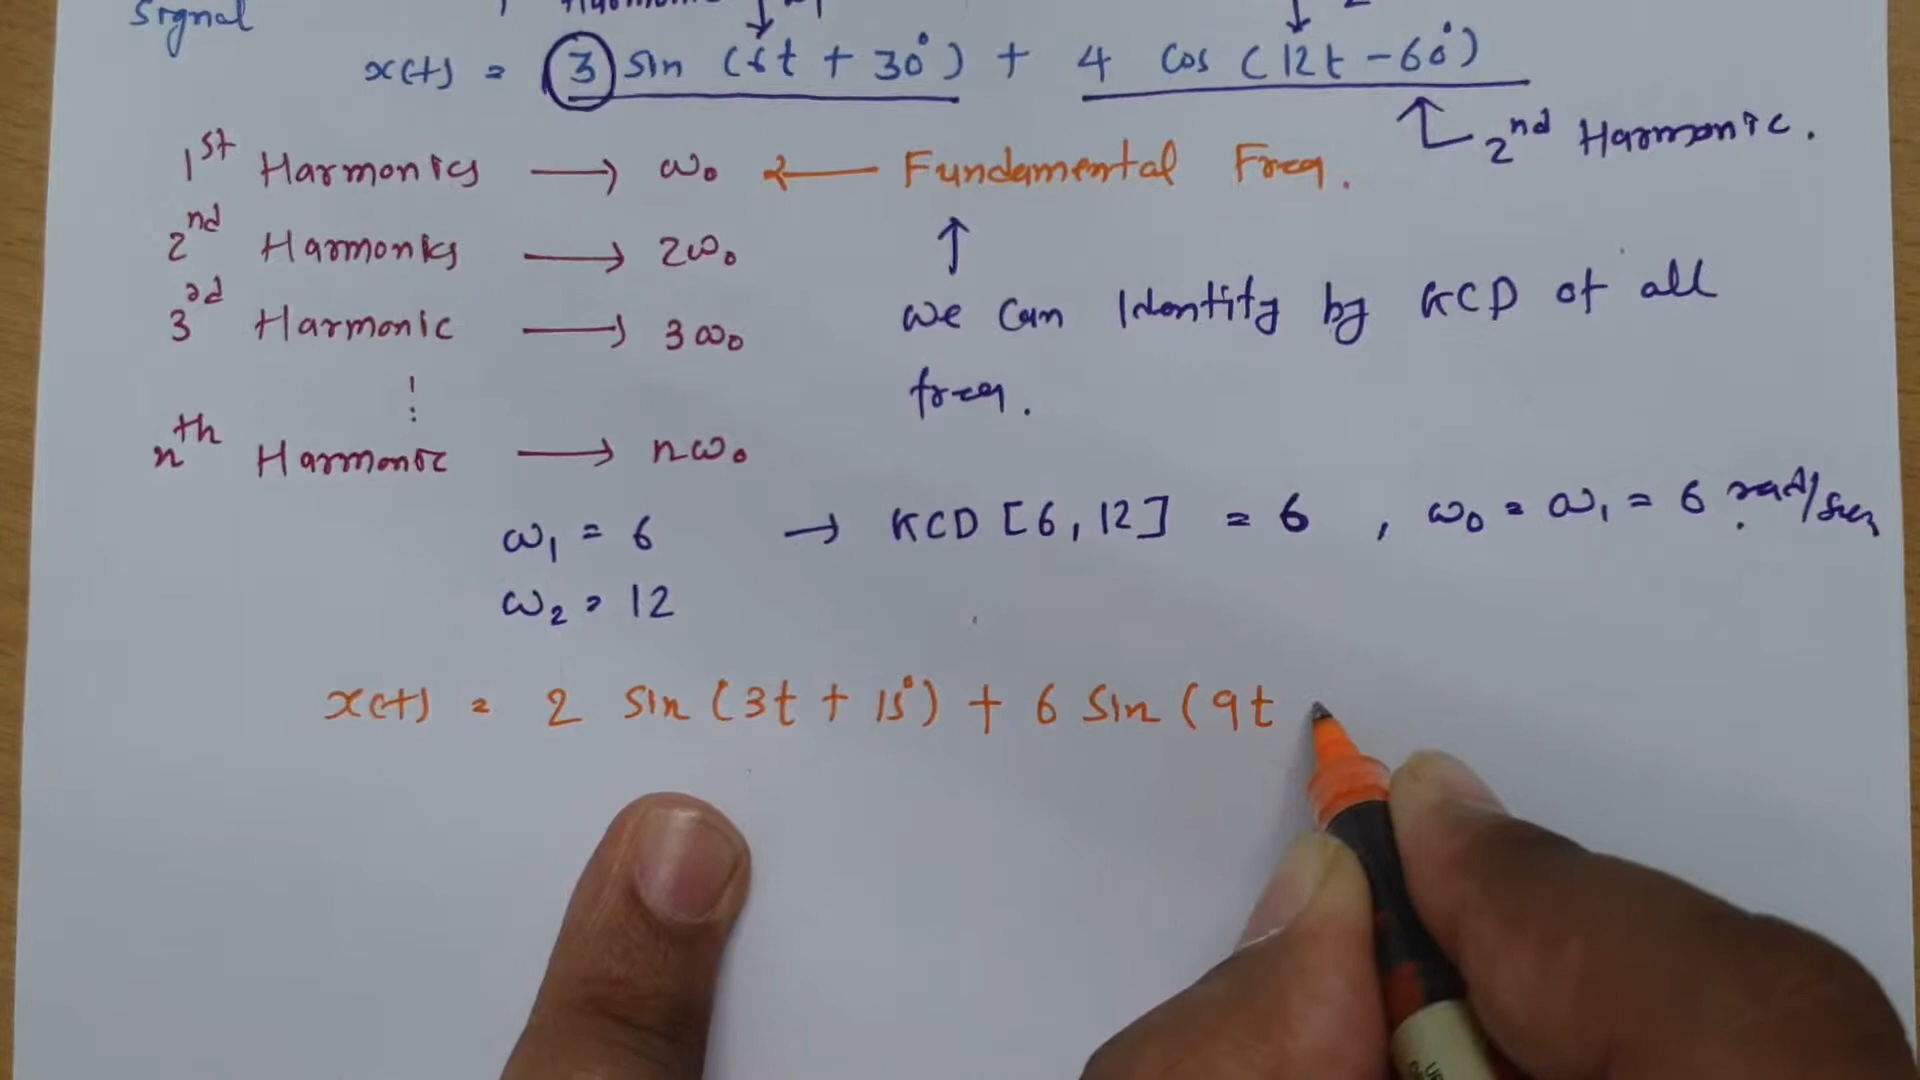 Signal
x(t) = 3 sin (6t + 30°) + 4 cos (12t - 60°)
2nd Harmonic.
1st Harmonics → ω₀ ← Fundamental Freq.
2nd Harmonics → 2ω₀
↑
3rd Harmonic → 3ω₀
we can Identify by GCD of all
freq.
⋮
nth Harmonic → nω₀
ω₁ = 6 → GCD [6, 12] = 6 , ω₀ = ω₁ = 6 rad/sec
ω₂ = 12
x(t) = 2 sin (3t + 15°) + 6 sin (9t